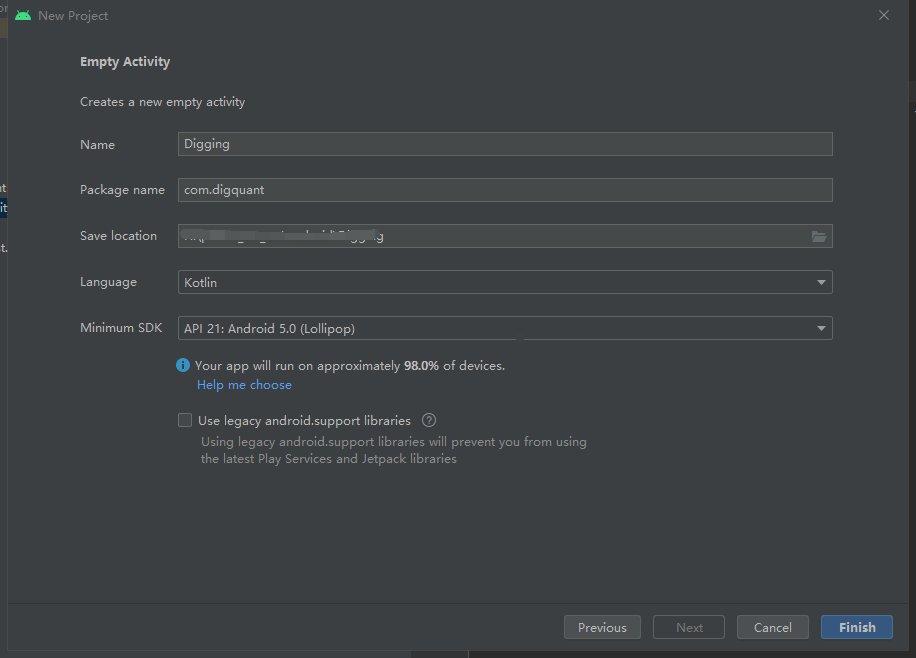 New Project
Empty Activity
Creates a new empty activity
Name Digging
Package name com.digquant
Save location
Language Kotlin
Minimum SDK API 21: Android 5.0 (Lollipop)
Your app will run on approximately 98.0% of devices.
Help me choose
Use legacy android.support libraries ?
Using legacy android.support libraries will prevent you from using
the latest Play Services and Jetpack libraries
Previous Next Cancel Finish